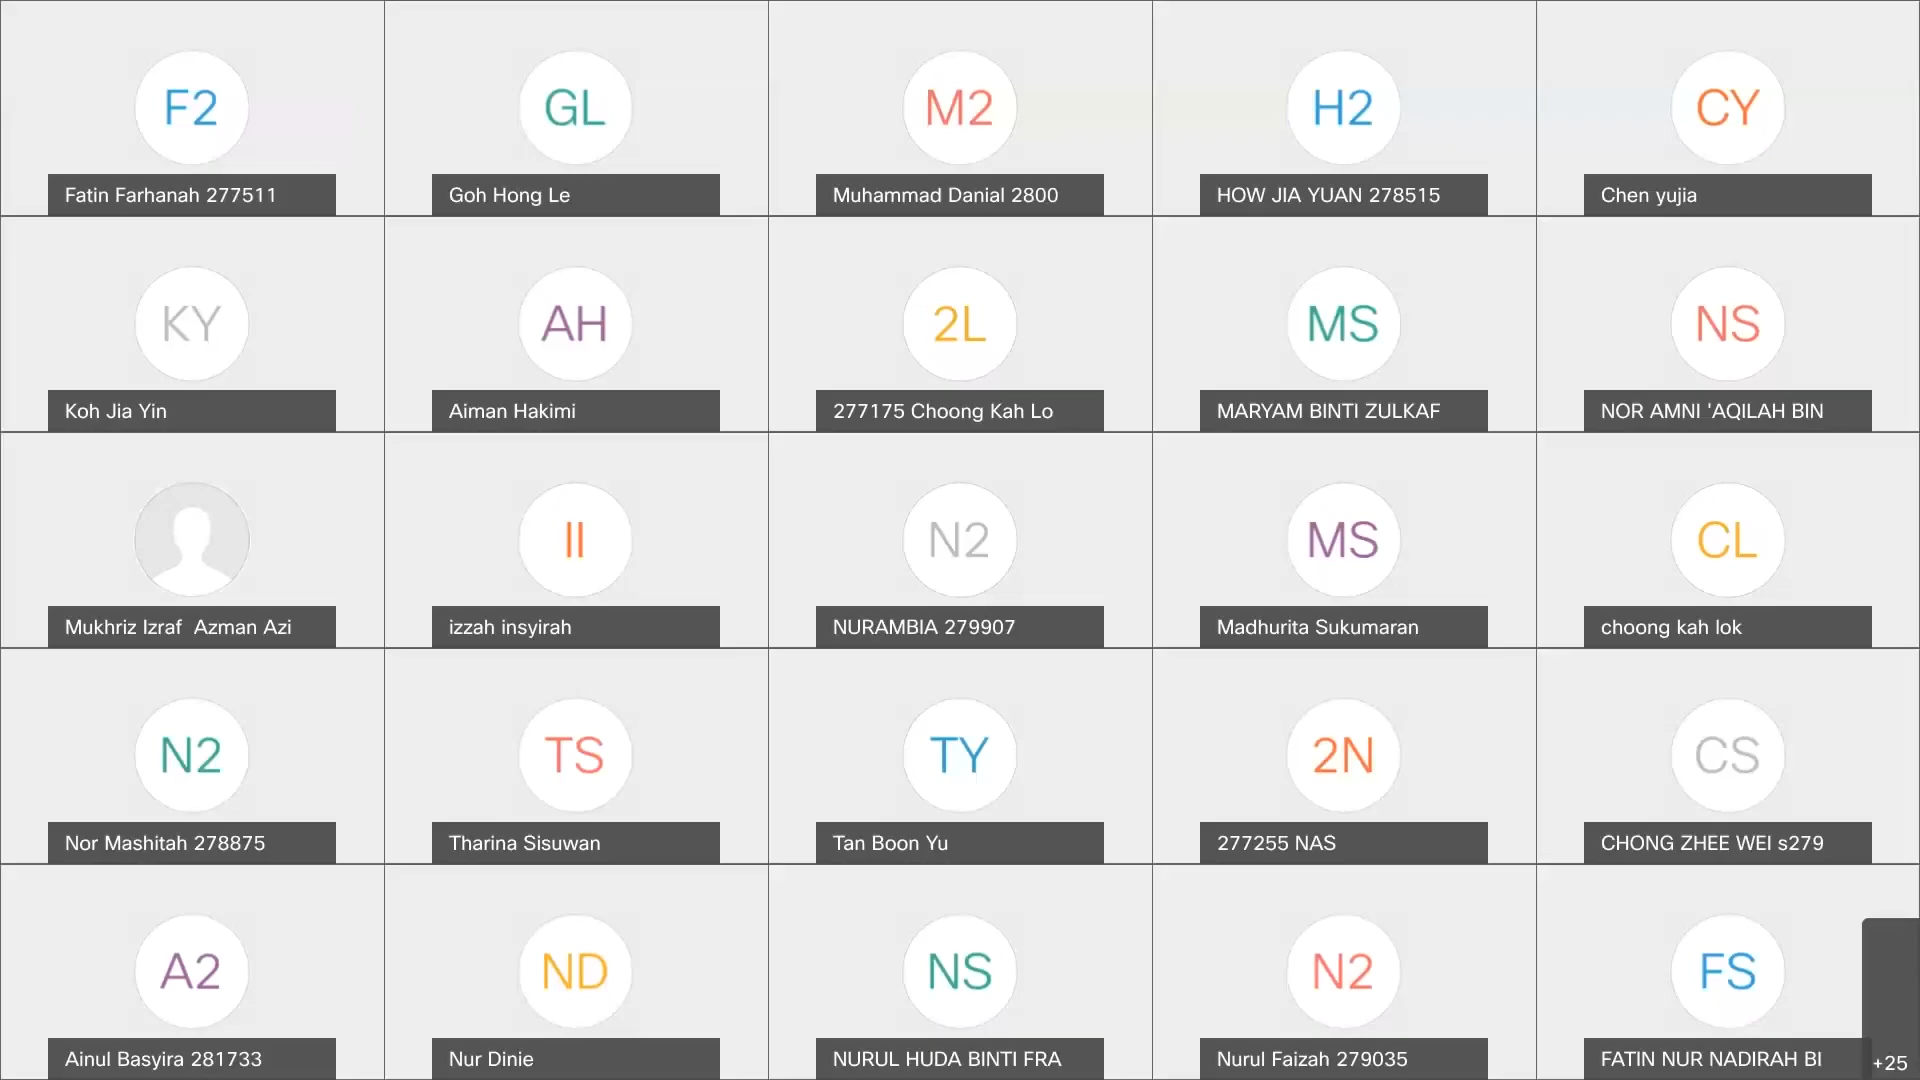 F2
GL
M2
H2
CY
Fatin Farhanah 277511
Goh Hong Le
Muhammad Danial 2800
HOW JIA YUAN 278515
Chen yujia
KY
AH
2L
MS
NS
Koh Jia Yin
Aiman Hakimi
277175 Choong Kah Lo
MARYAM BINTI ZULKAF
NOR AMNI 'AQILAH BIN
II
N2
MS
CL
Mukhriz Izraf  Azman Azi
izzah insyirah
NURAMBIA 279907
Madhurita Sukumaran
choong kah lok
N2
TS
TY
2N
CS
Nor Mashitah 278875
Tharina Sisuwan
Tan Boon Yu
277255 NAS
CHONG ZHEE WEI s279
A2
ND
NS
N2
FS
Ainul Basyira 281733
Nur Dinie
NURUL HUDA BINTI FRA
Nurul Faizah 279035
FATIN NUR NADIRAH BI
+25